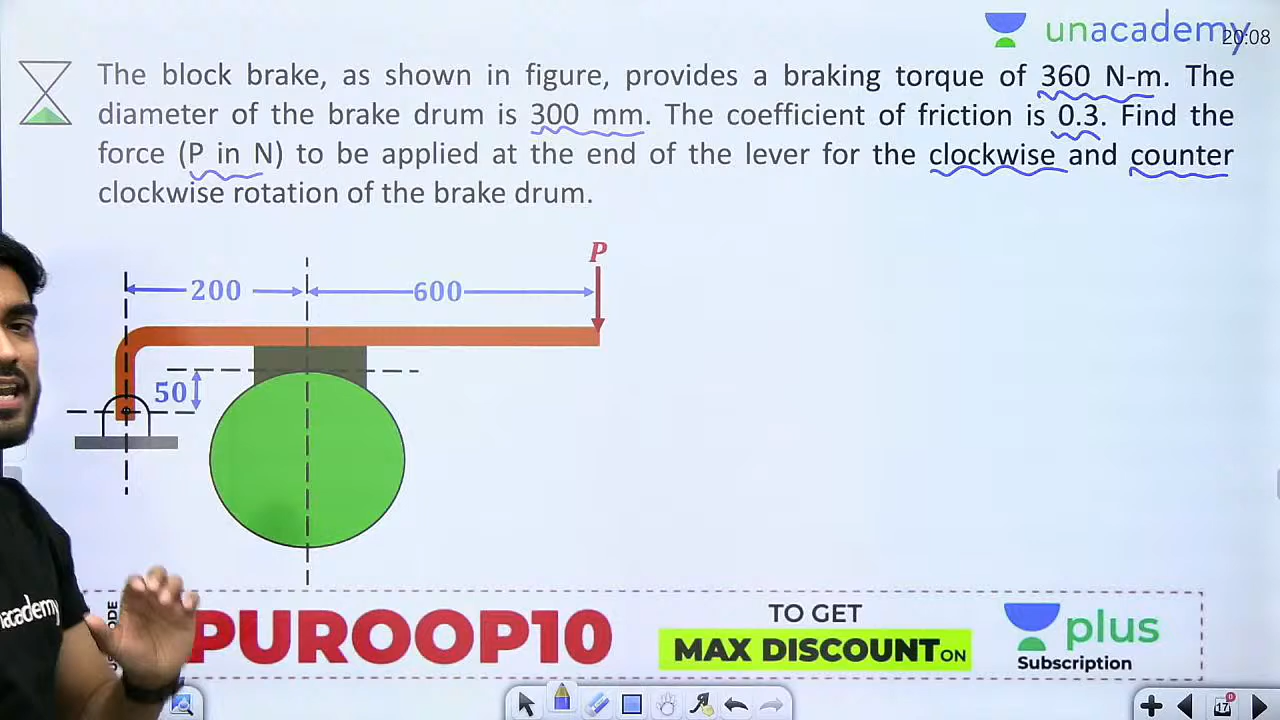 unacademy
20:08
The block brake, as shown in figure, provides a braking torque of 360 N-m. The
diameter of the brake drum is 300 mm. The coefficient of friction is 0.3. Find the
force (P in N) to be applied at the end of the lever for the clockwise and counter
clockwise rotation of the brake drum.
P
200
600
50
PUROOP10
TO GET
MAX DISCOUNT ON
plus
Subscription
17
0